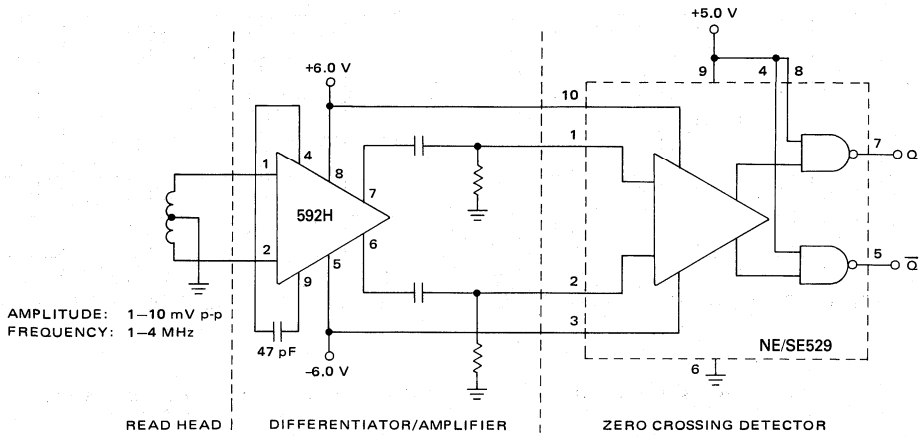 +5.0 V
9 4 8
+6.0 V
10
1
1 4
8
7
7 Q
592H
6
2
5
9
2
5 Q̅
3
AMPLITUDE: 1–10 mV p-p
FREQUENCY: 1–4 MHz
47 pF
-6.0 V
NE/SE529
6
READ HEAD DIFFERENTIATOR/AMPLIFIER ZERO CROSSING DETECTOR